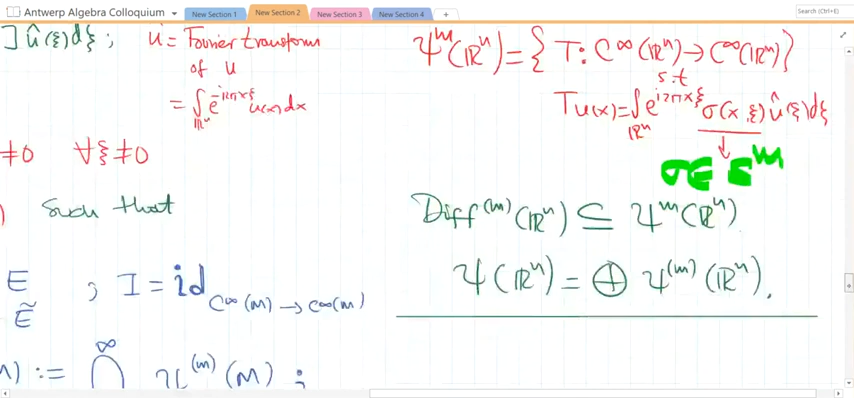 Antwerp Algebra Colloquium
New Section 1 New Section 2 New Section 3 New Section 4 +
Search (Ctrl+E)
] û(ξ)dξ ; û = Fourier transform
of u
= ∫_{ℝⁿ} e^{-i2πxξ} u(x)dx
≠0 ∀ξ≠0
) Such that
E ; I = id_{C∞(M) → C∞(M)}
Ẽ
M) := ⋂^∞ Ψ^{(m)}(M) ;
Ψ^m(ℝⁿ) = { T: C∞(ℝⁿ) → C∞(ℝⁿ) }
s.t
Tu(x) = ∫_{ℝⁿ} e^{i2πxξ} σ(x,ξ) û(ξ)dξ
↓
σ∈ S^m
Diff^{(m)}(ℝⁿ) ⊆ Ψ^m(ℝⁿ)
Ψ(ℝⁿ) = ⊕ Ψ^{(m)}(ℝⁿ).